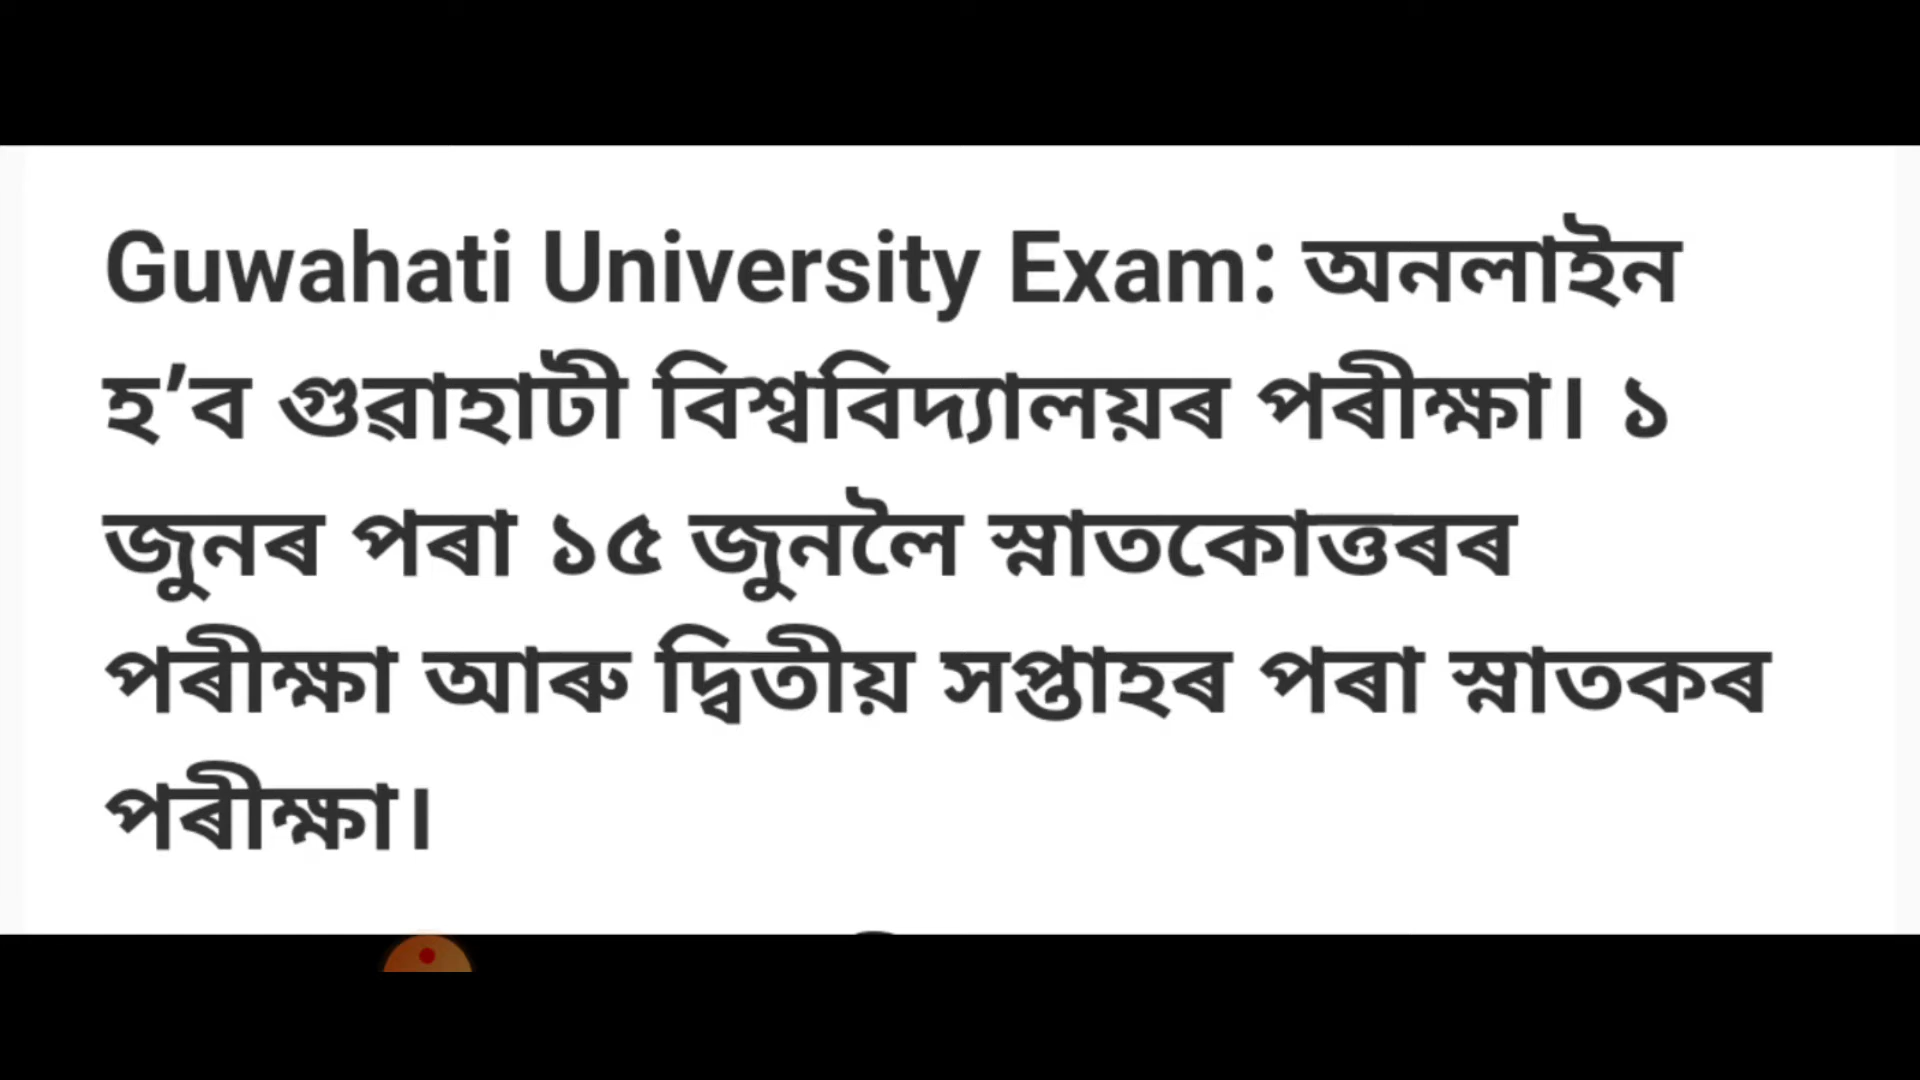 Guwahati University Exam: অনলাইন
হ’ব গুৱাহাটী বিশ্ববিদ্যালয়ৰ পৰীক্ষা। ১
জুনৰ পৰা ১৫ জুনলৈ স্নাতকোত্তৰৰ
পৰীক্ষা আৰু দ্বিতীয় সপ্তাহৰ পৰা স্নাতকৰ
পৰীক্ষা।